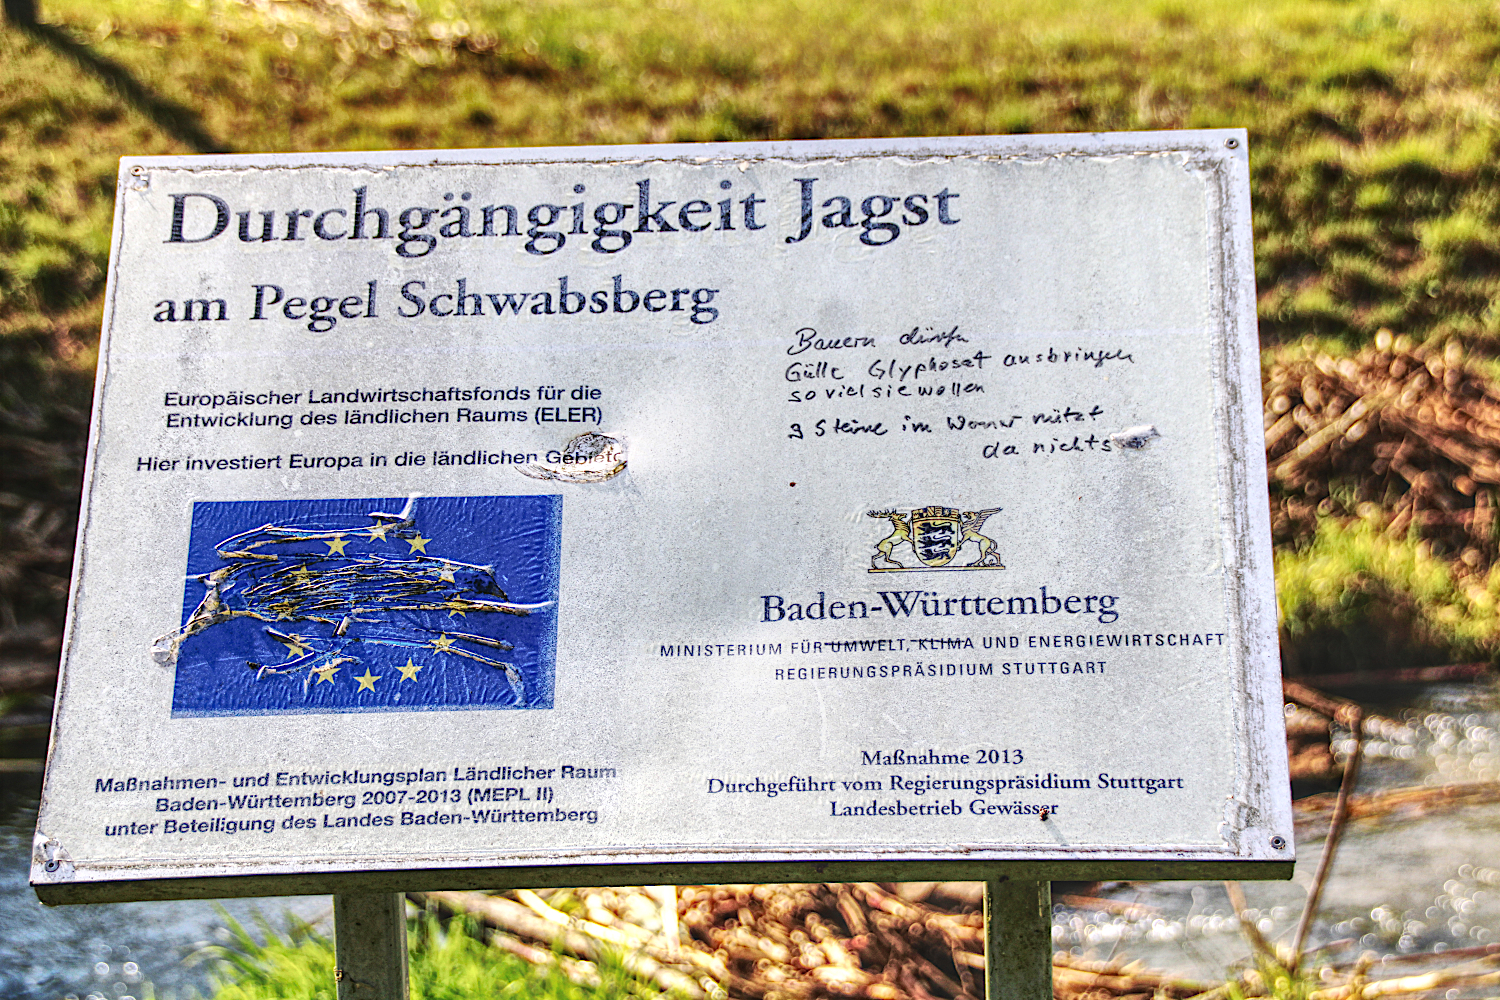 Durchgängigkeit Jagst
am Pegel Schwabsberg
Europäischer Landwirtschaftsfonds für die
Entwicklung des ländlichen Raums (ELER)
Hier investiert Europa in die ländlichen Gebiete
Maßnahmen- und Entwicklungsplan Ländlicher Raum
Baden-Württemberg 2007-2013 (MEPL II)
unter Beteiligung des Landes Baden-Württemberg
Bauern dürfen
Gülle Glyphosat ausbringen
so viel sie wollen
3 Steine im Wasser nützt
da nichts
Baden-Württemberg
MINISTERIUM FÜR UMWELT, KLIMA UND ENERGIEWIRTSCHAFT
REGIERUNGSPRÄSIDIUM STUTTGART
Maßnahme 2013
Durchgeführt vom Regierungspräsidium Stuttgart
Landesbetrieb Gewässer